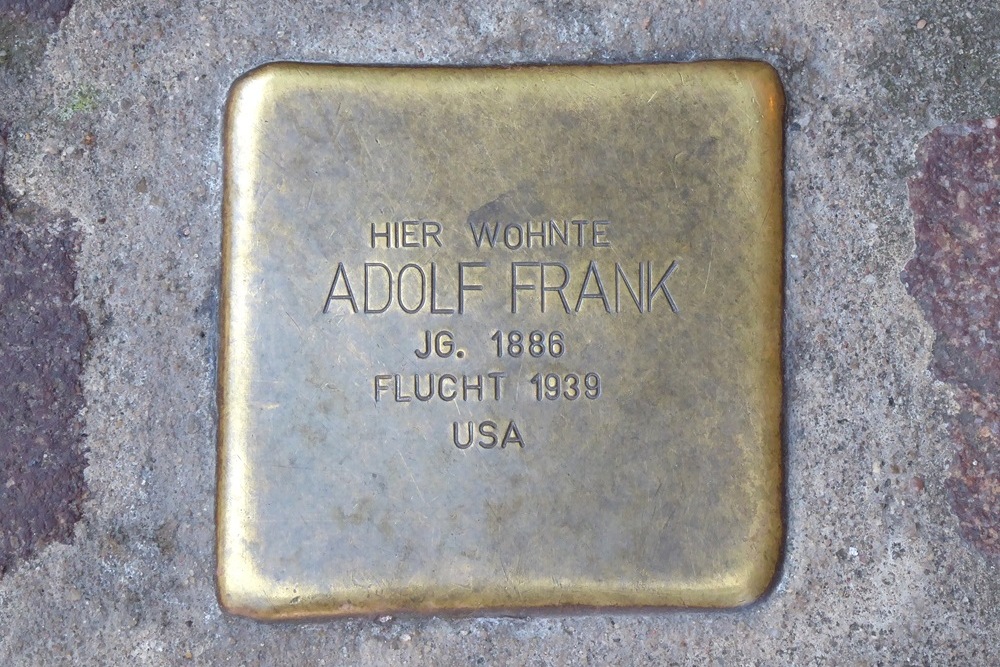 HIER WOHNTE
ADOLF FRANK
JG. 1886
FLUCHT 1939
USA